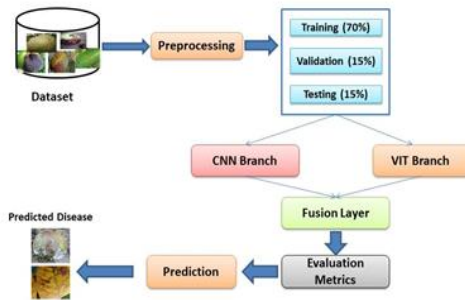 Training (70%)
Preprocessing
Validation (15%)
Testing (15%)
Dataset
CNN Branch
VIT Branch
Predicted Disease
Fusion Layer
Prediction
Evaluation
Metrics